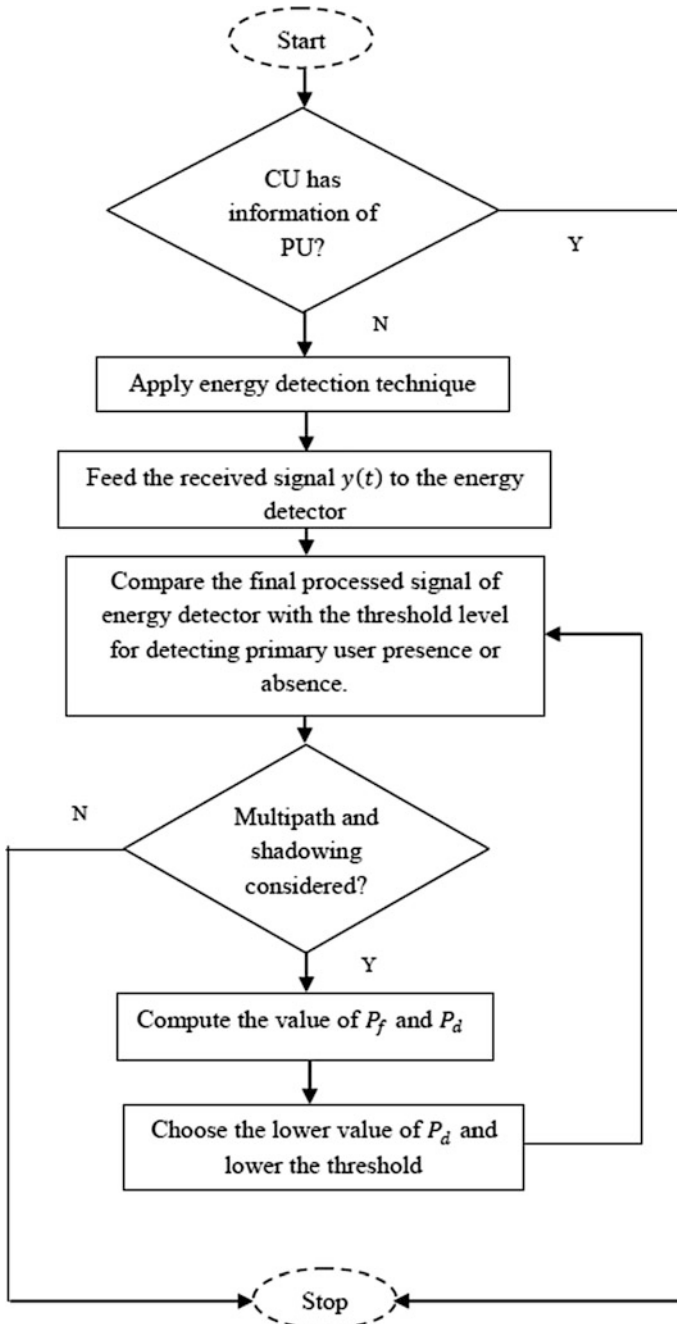 Start
CU has
information of
PU?
Y
N
Apply energy detection technique
Feed the received signal y(t) to the energy
detector
Compare the final processed signal of
energy detector with the threshold level
for detecting primary user presence or
absence.
N
Multipath and
shadowing
considered?
Y
Compute the value of P_f and P_d
Choose the lower value of P_d and
lower the threshold
Stop